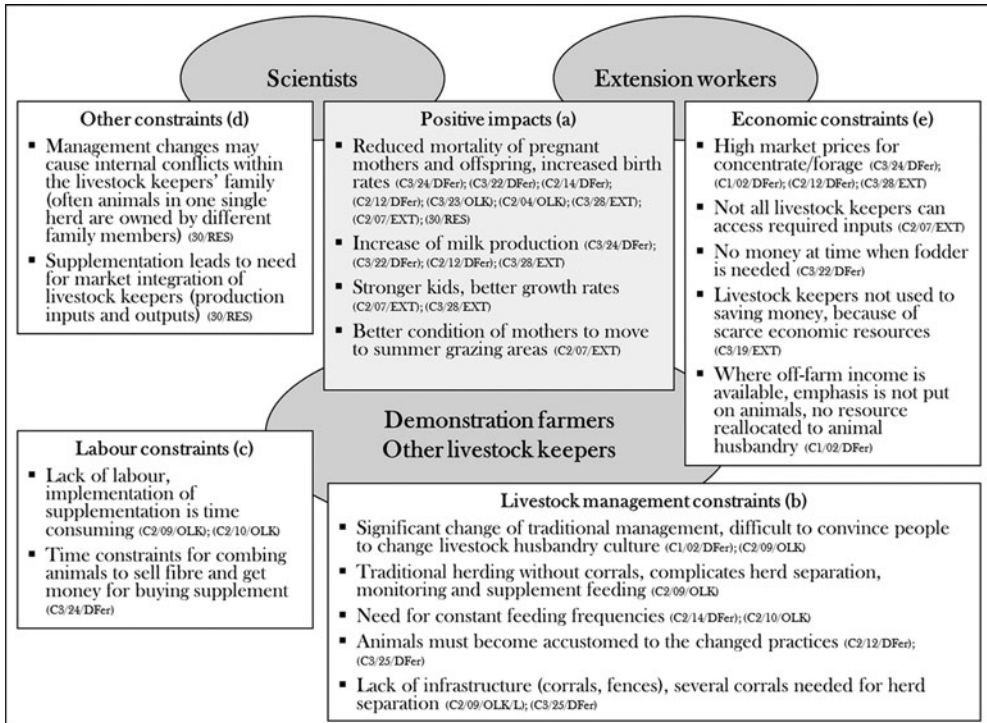 Scientists
Extension workers
Other constraints (d)
▪ Management changes may
cause internal conflicts within
the livestock keepers’ family
(often animals in one single
herd are owned by different
family members) (30/RES)
▪ Supplementation leads to need
for market integration of
livestock keepers (production
inputs and outputs) (30/RES)
Positive impacts (a)
▪ Reduced mortality of pregnant
mothers and offspring, increased birth
rates (C3/24/DFer); (C3/22/DFer); (C2/14/DFer);
(C2/12/DFer); (C3/23/OLK); (C2/04/OLK); (C3/28/EXT);
(C2/07/EXT); (30/RES)
▪ Increase of milk production (C3/24/DFer);
(C3/22/DFer); (C2/12/DFer); (C3/28/EXT)
▪ Stronger kids, better growth rates
(C2/07/EXT); (C3/28/EXT)
▪ Better condition of mothers to move
to summer grazing areas (C2/07/EXT)
Economic constraints (e)
▪ High market prices for
concentrate/forage (C3/24/DFer);
(C1/02/DFer); (C2/12/DFer); (C3/28/EXT)
▪ Not all livestock keepers can
access required inputs (C2/07/EXT)
▪ No money at time when fodder
is needed (C3/22/DFer)
▪ Livestock keepers not used to
saving money, because of
scarce economic resources
(C3/19/EXT)
▪ Where off-farm income is
available, emphasis is not put
on animals, no resource
reallocated to animal
husbandry (C1/02/DFer)
Demonstration farmers
Other livestock keepers
Labour constraints (c)
▪ Lack of labour,
implementation of
supplementation is time
consuming (C2/09/OLK); (C2/10/OLK)
▪ Time constraints for combing
animals to sell fibre and get
money for buying supplement
(C3/24/DFer)
Livestock management constraints (b)
▪ Significant change of traditional management, difficult to convince people
to change livestock husbandry culture (C1/02/DFer); (C2/09/OLK)
▪ Traditional herding without corrals, complicates herd separation,
monitoring and supplement feeding (C2/09/OLK)
▪ Need for constant feeding frequencies (C2/14/DFer); (C2/10/OLK)
▪ Animals must become accustomed to the changed practices (C2/12/DFer);
(C3/25/DFer)
▪ Lack of infrastructure (corrals, fences), several corrals needed for herd
separation (C2/09/OLK/L); (C3/25/DFer)